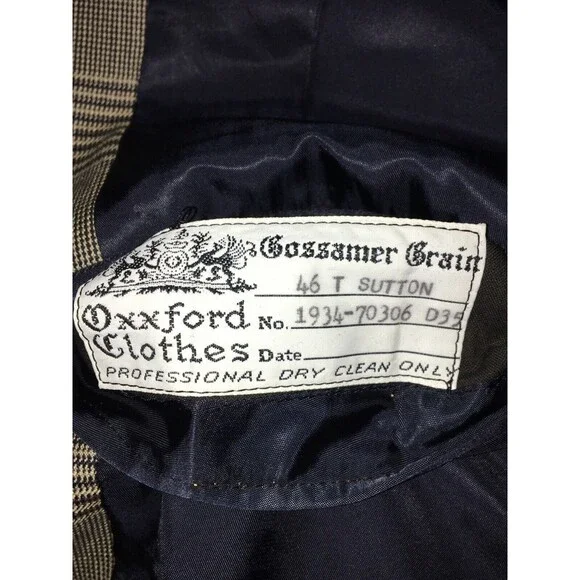 Gossamer Grain
46 T SUTTON
Oxxford No. 1934-70306 D35
Clothes Date
PROFESSIONAL DRY CLEAN ONLY